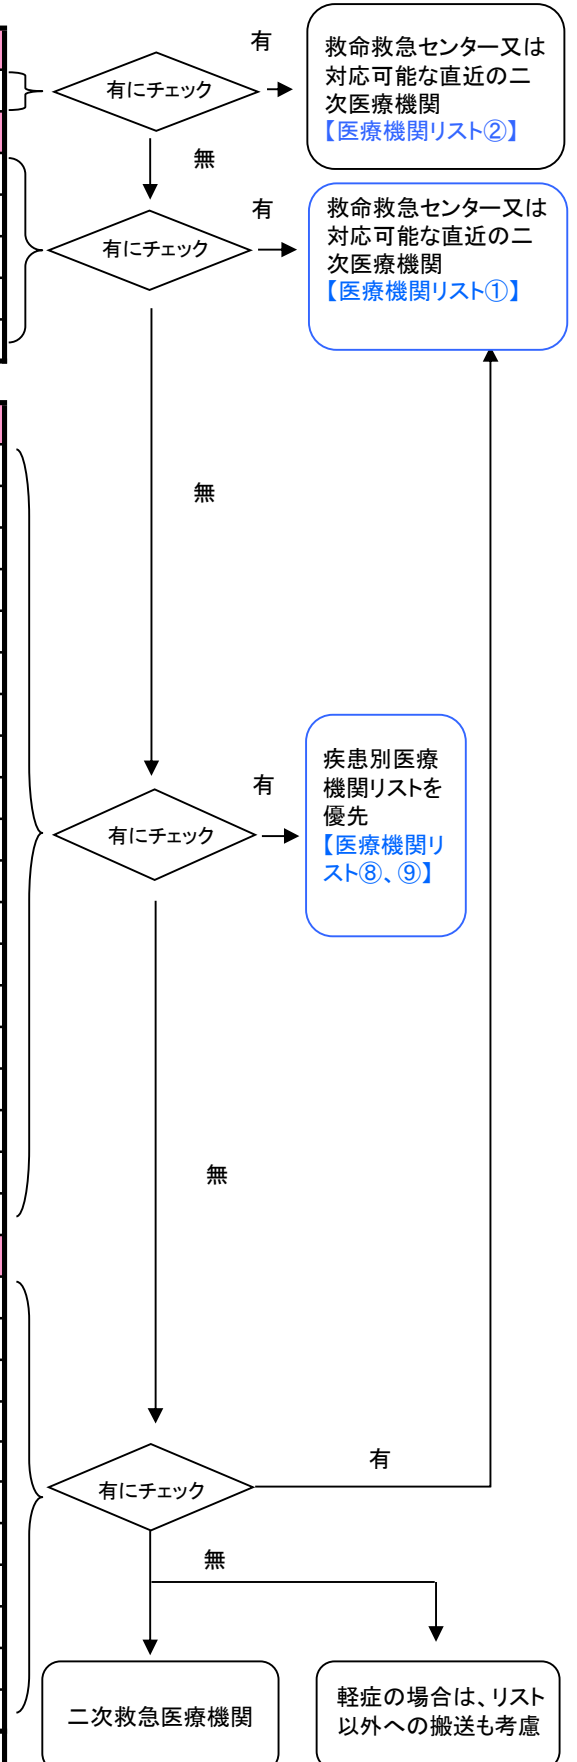 有
救命救急センター又は
対応可能な直近の二
次医療機関
【医療機関リスト②】
有にチェック
無
有
救命救急センター又は
対応可能な直近の二
次医療機関
【医療機関リスト①】
有にチェック
無
有
疾患別医療
機関リストを
優先
【医療機関リ
スト⑧、⑨】
有にチェック
無
有
有にチェック
無
二次救急医療機関
軽症の場合は、リスト
以外への搬送も考慮